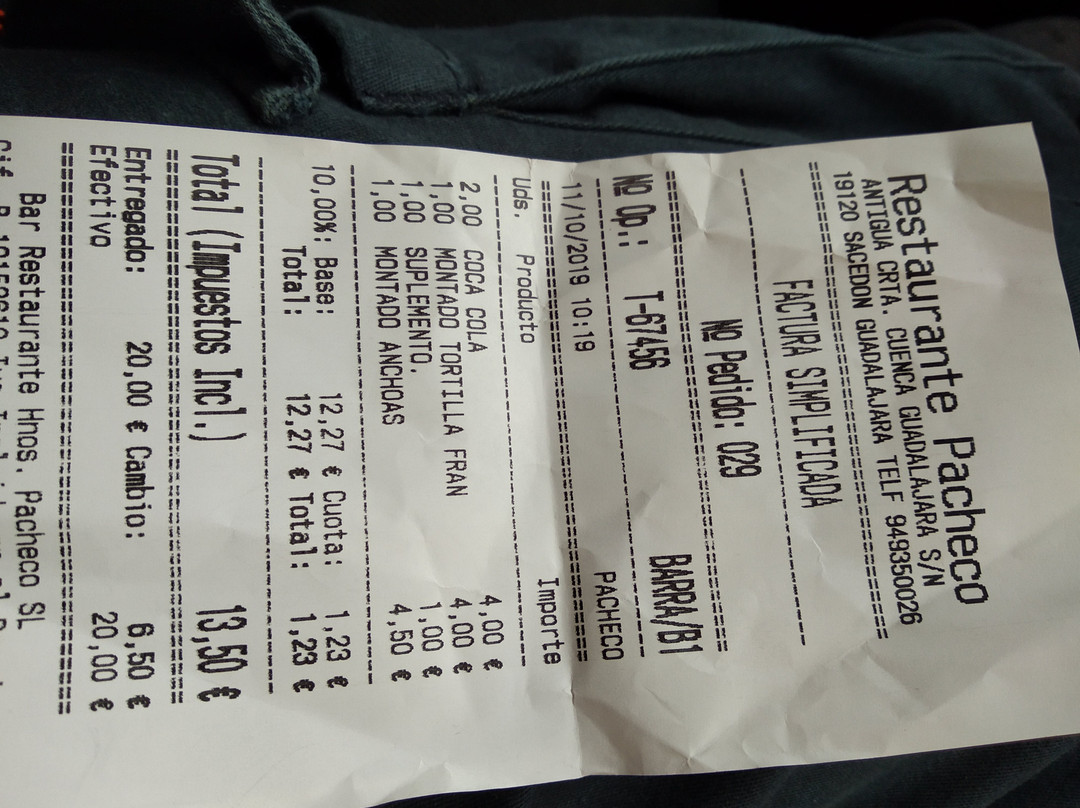 Restaurante Pacheco
ANTIGUA CRTA. CUENCA GUADALAJARA S/N
19120 SACEDON GUADALAJARA TELF 949350026
FACTURA SIMPLIFICADA
Nº Pedido: 029
BARRA/B1
Nº Op.: T-67456
PACHECO
11/10/2019 10:19
Uds. Producto Importe
2,00 COCA COLA 4,00 €
1,00 MONTADO TORTILLA FRAN 4,00 €
1,00 SUPLEMENTO. 1,00 €
1,00 MONTADO ANCHOAS 4,50 €
10,00%: Base: 12,27 € Cuota: 1,23 €
Total: 12,27 € Total: 1,23 €
Total (Impuestos Incl.) 13,50 €
Entregado: 20,00 € Cambio: 6,50 €
Efectivo 20,00 €
Bar Restaurante Hnos. Pacheco SL